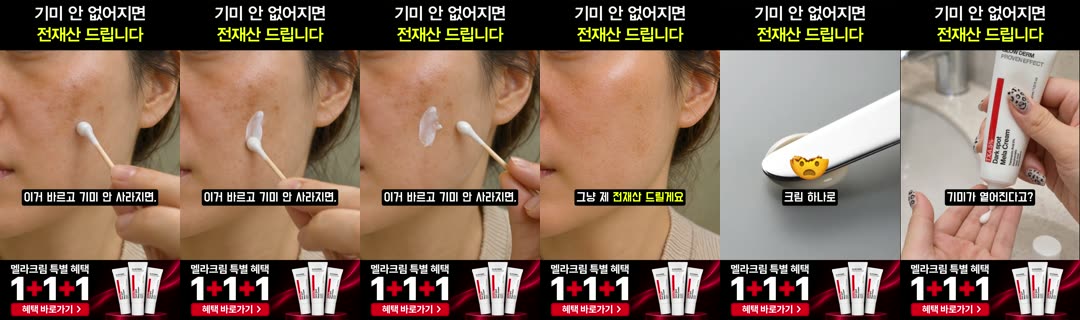 기미 안 없어지면
전재산 드립니다
이거 바르고 기미 안 사라지면,
멜라크림 특별 혜택
1+1+1
혜택 바로가기 >
기미 안 없어지면
전재산 드립니다
이거 바르고 기미 안 사라지면,
멜라크림 특별 혜택
1+1+1
혜택 바로가기 >
기미 안 없어지면
전재산 드립니다
이거 바르고 기미 안 사라지면,
멜라크림 특별 혜택
1+1+1
혜택 바로가기 >
기미 안 없어지면
전재산 드립니다
그냥 제 전재산 드릴게요
멜라크림 특별 혜택
1+1+1
혜택 바로가기 >
기미 안 없어지면
전재산 드립니다
크림 하나로
멜라크림 특별 혜택
1+1+1
혜택 바로가기 >
기미 안 없어지면
전재산 드립니다
PROVEN EFFECT
Dark spot
Mela Cream
기미가 옅어진다고?
멜라크림 특별 혜택
1+1+1
혜택 바로가기 >